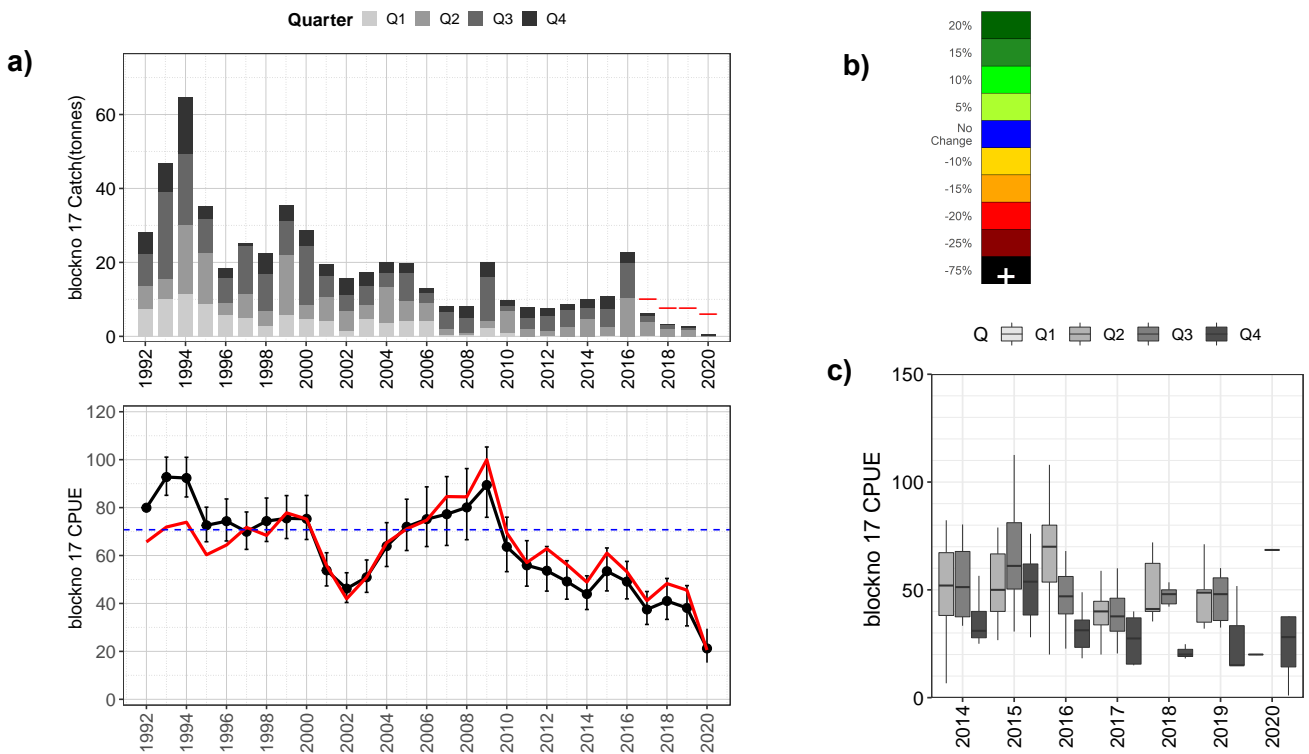 Quarter Q1 Q2 Q3 Q4
a)
blockno 17 Catch(tonnes)
60
40
20
0
1992 1994 1996 1998 2000 2002 2004 2006 2008 2010 2012 2014 2016 2018 2020
blockno 17 CPUE
120
100
80
60
40
20
0
1992 1994 1996 1998 2000 2002 2004 2006 2008 2010 2012 2014 2016 2018 2020
b)
20%
15%
10%
5%
No
Change
-10%
-15%
-20%
-25%
-75%
+
Q Q1 Q2 Q3 Q4
c)
blockno 17 CPUE
150
100
50
0
2014 2015 2016 2017 2018 2019 2020